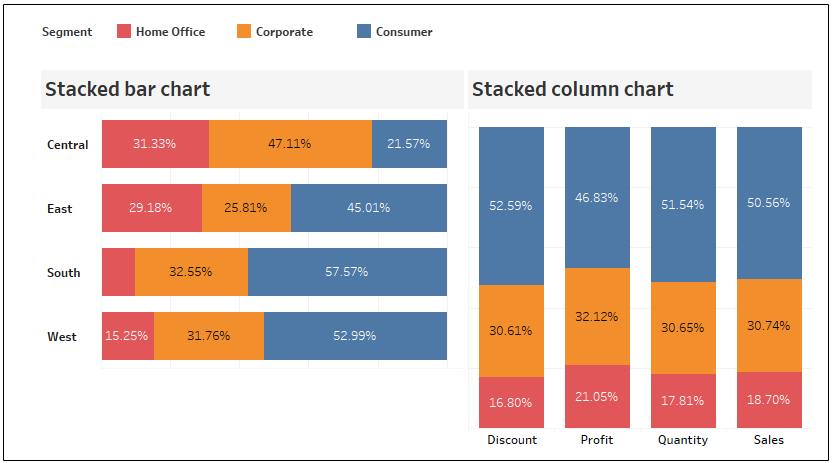 Segment Home Office Corporate Consumer
Stacked bar chart
Central 31.33% 47.11% 21.57%
East 29.18% 25.81% 45.01%
South 32.55% 57.57%
West 15.25% 31.76% 52.99%
Stacked column chart
52.59% 46.83% 51.54% 50.56%
30.61% 32.12% 30.65% 30.74%
16.80% 21.05% 17.81% 18.70%
Discount Profit Quantity Sales